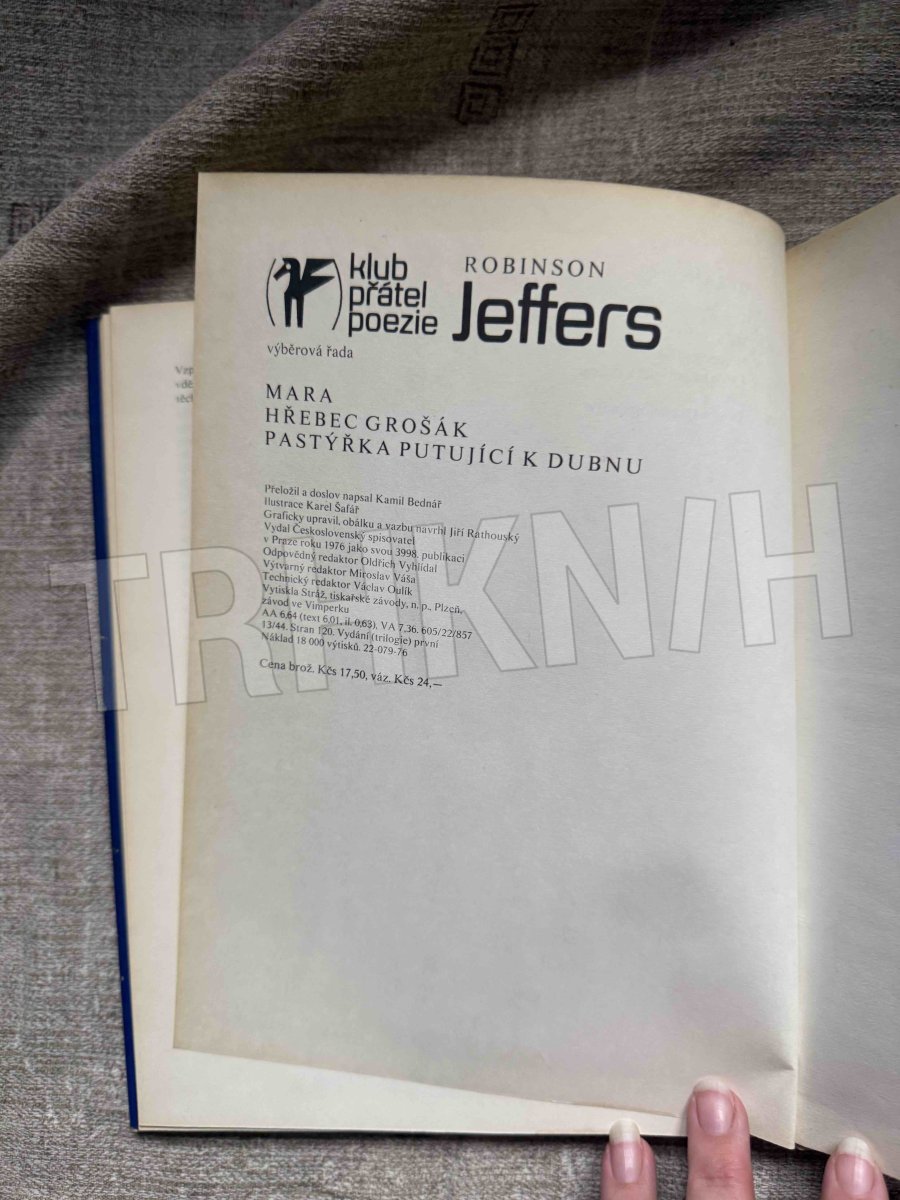 klub
přátel
poezie
výběrová řada
ROBINSON
Jeffers
MARA
HŘEBEC GROŠÁK
PASTÝŘKA PUTUJÍCÍ K DUBNU
Přeložil a doslov napsal Kamil Bednář
Ilustrace Karel Šafář
Graficky upravil, obálku a vazbu navrhl Jiří Rathouský
Vydal Československý spisovatel
v Praze roku 1976 jako svou 3998. publikaci
Odpovědný redaktor Oldřich Vyhlídal
Výtvarný redaktor Miroslav Váša
Technický redaktor Václav Oulík
Vytiskla Stráž, tiskařské závody, n. p., Plzeň,
závod ve Vimperku
AA 6,64 (text 6,01, il. 0,63), VA 7,36. 605/22/857
13/44. Stran 120. Vydání (trilogie) první
Náklad 18 000 výtisků. 22-079-76
Cena brož. Kčs 17,50, váz. Kčs 24,—
Vzp
vdě
těch